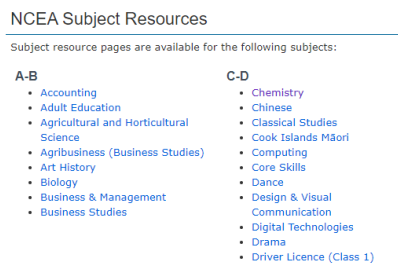 NCEA Subject Resources
Subject resource pages are available for the following subjects:
A-B
Accounting
Adult Education
Agricultural and Horticultural
Science
Agribusiness (Business Studies)
Art History
Biology
Business & Management
Business Studies
C-D
Chemistry
Chinese
Classical Studies
Cook Islands Māori
Computing
Core Skills
Dance
Design & Visual
Communication
Digital Technologies
Drama
Driver Licence (Class 1)